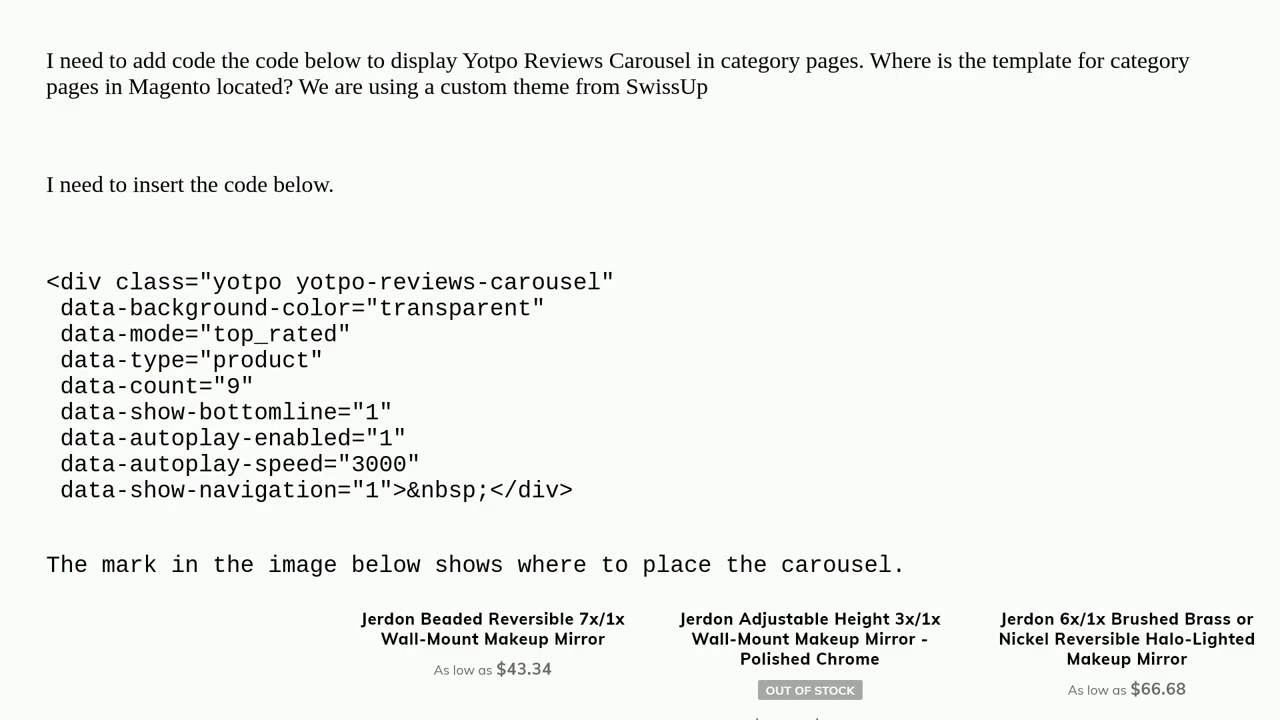 I need to add code the code below to display Yotpo Reviews Carousel in category pages. Where is the template for category
pages in Magento located? We are using a custom theme from SwissUp
I need to insert the code below.
<div class="yotpo yotpo-reviews-carousel"
 data-background-color="transparent"
 data-mode="top_rated"
 data-type="product"
 data-count="9"
 data-show-bottomline="1"
 data-autoplay-enabled="1"
 data-autoplay-speed="3000"
 data-show-navigation="1">&nbsp;</div>
The mark in the image below shows where to place the carousel.
Jerdon Beaded Reversible 7x/1x
Wall-Mount Makeup Mirror
As low as $43.34
Jerdon Adjustable Height 3x/1x
Wall-Mount Makeup Mirror -
Polished Chrome
OUT OF STOCK
Jerdon 6x/1x Brushed Brass or
Nickel Reversible Halo-Lighted
Makeup Mirror
As low as $66.68